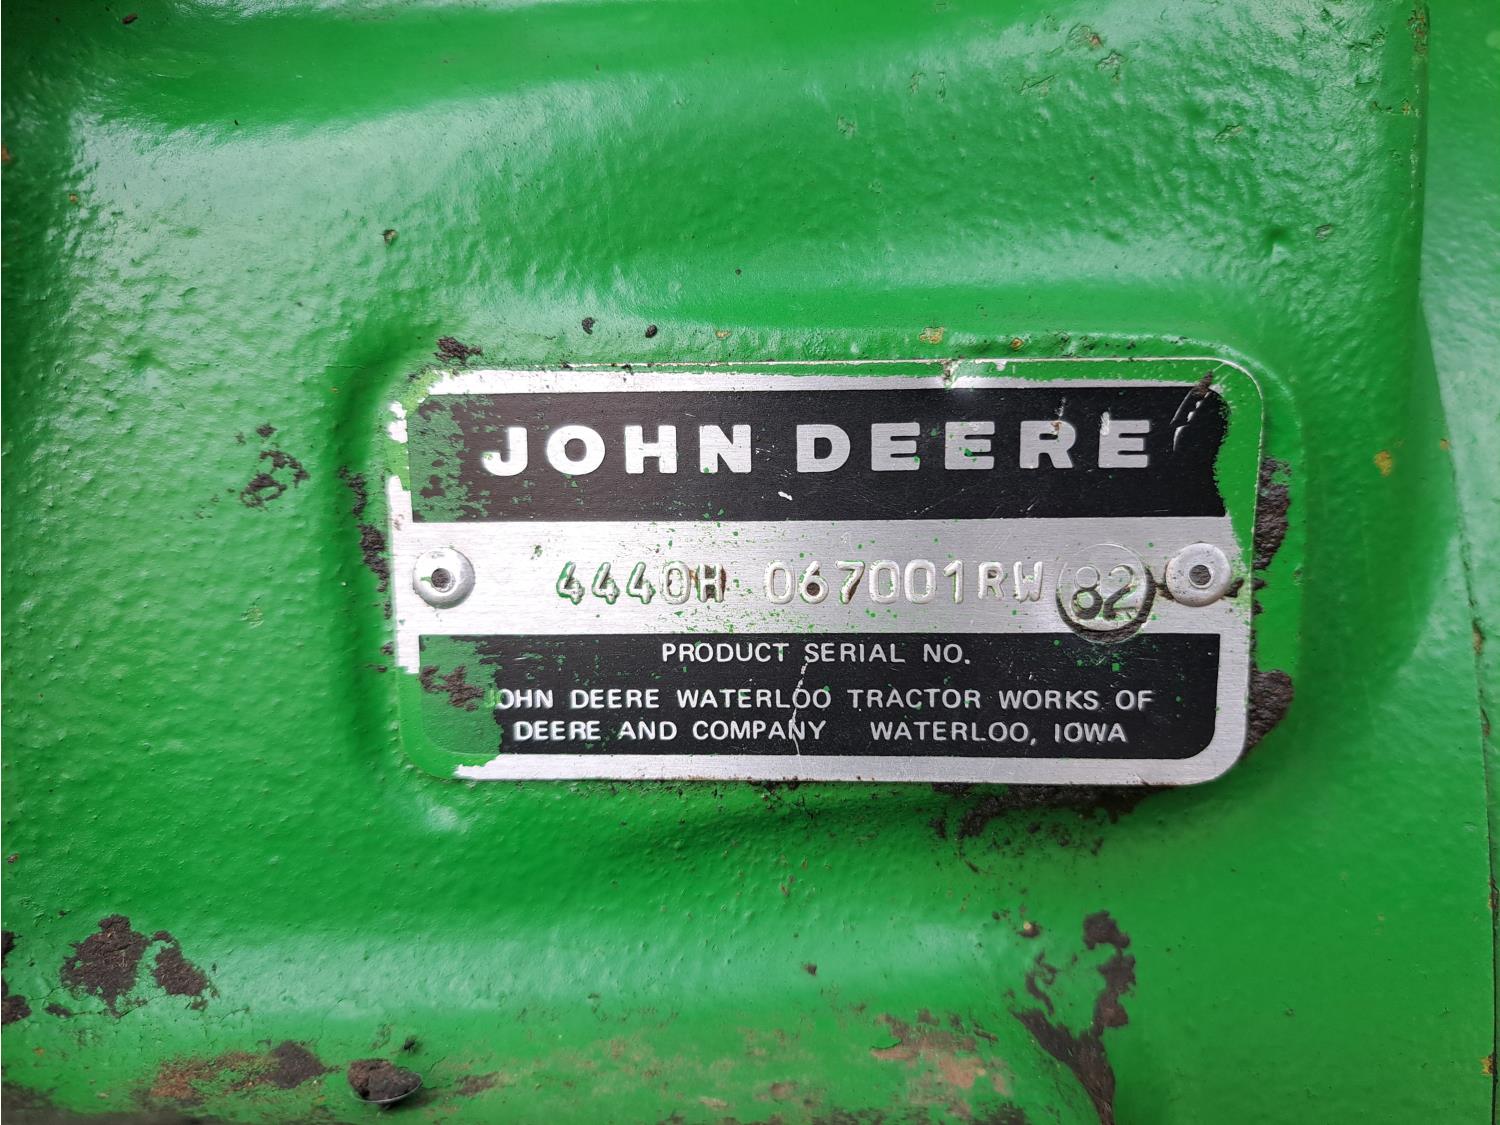 JOHN DEERE
4440H 067001RW 82
PRODUCT SERIAL NO.
JOHN DEERE WATERLOO TRACTOR WORKS OF
DEERE AND COMPANY WATERLOO, IOWA